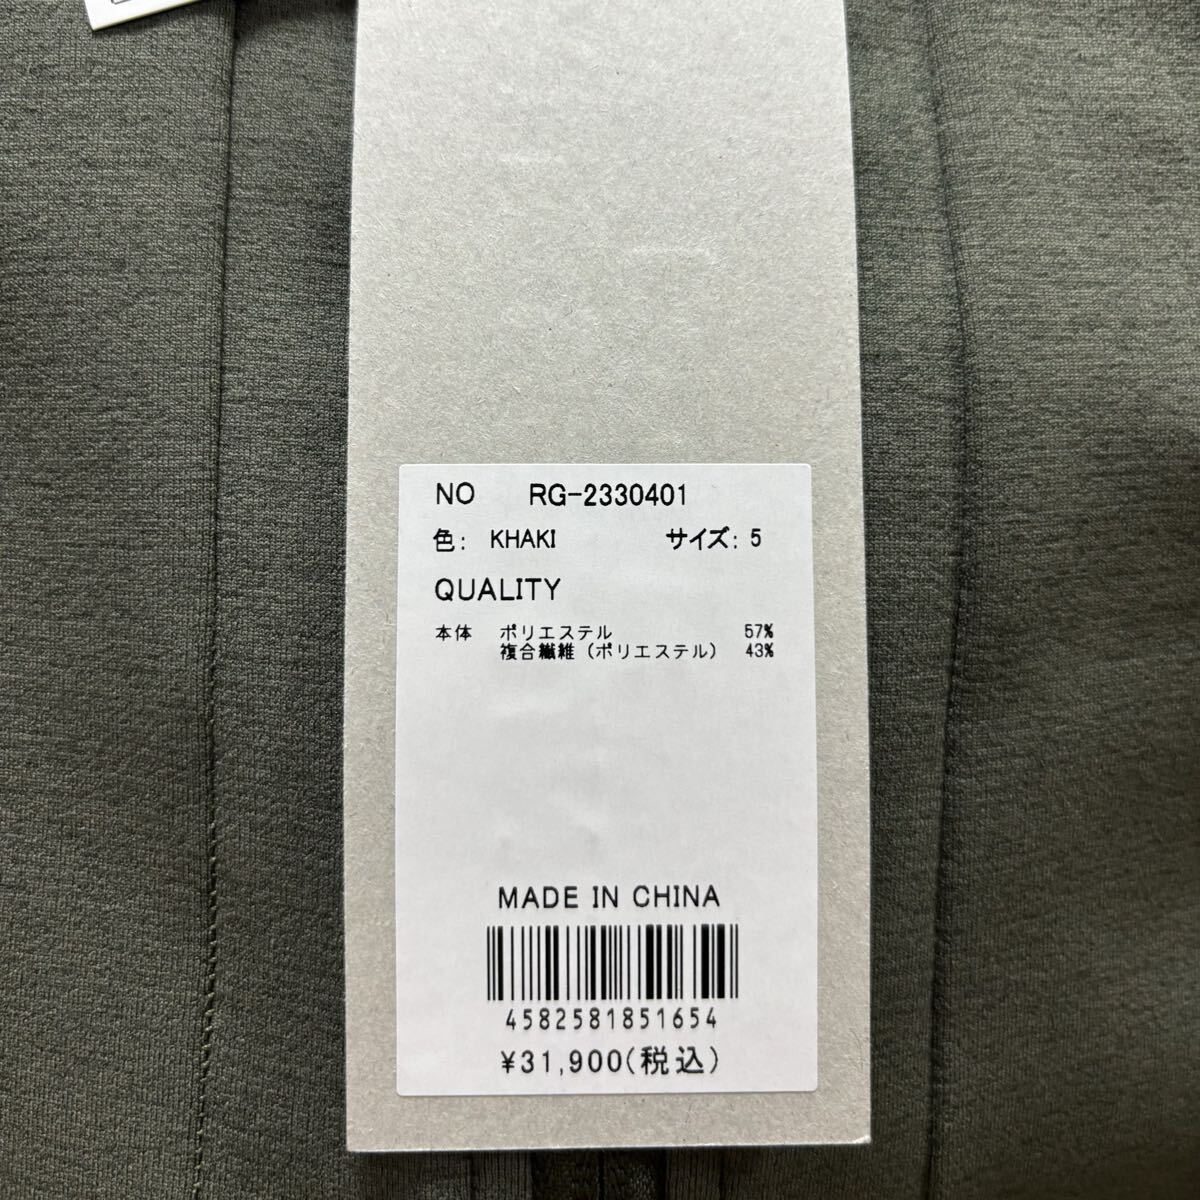 NO RG-2330401
色: KHAKI サイズ: 5
QUALITY
本体 ポリエステル 57%
複合繊維(ポリエステル) 43%
MADE IN CHINA
4582581851654
¥31,900(税込)